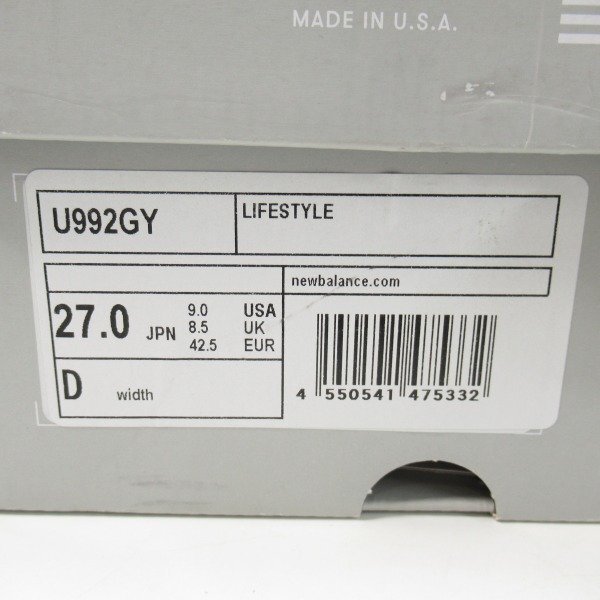 MADE IN U.S.A.
U992GY LIFESTYLE
newbalance.com
27.0 JPN 9.0 USA
8.5 UK
42.5 EUR
D width
4 550541 475332